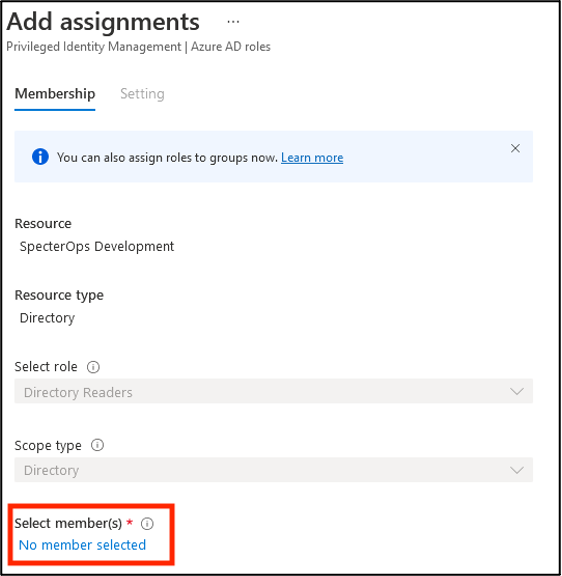 Add assignments ...
Privileged Identity Management | Azure AD roles
Membership Setting
You can also assign roles to groups now. Learn more
Resource
SpecterOps Development
Resource type
Directory
Select role
Directory Readers
Scope type
Directory
Select member(s) *
No member selected